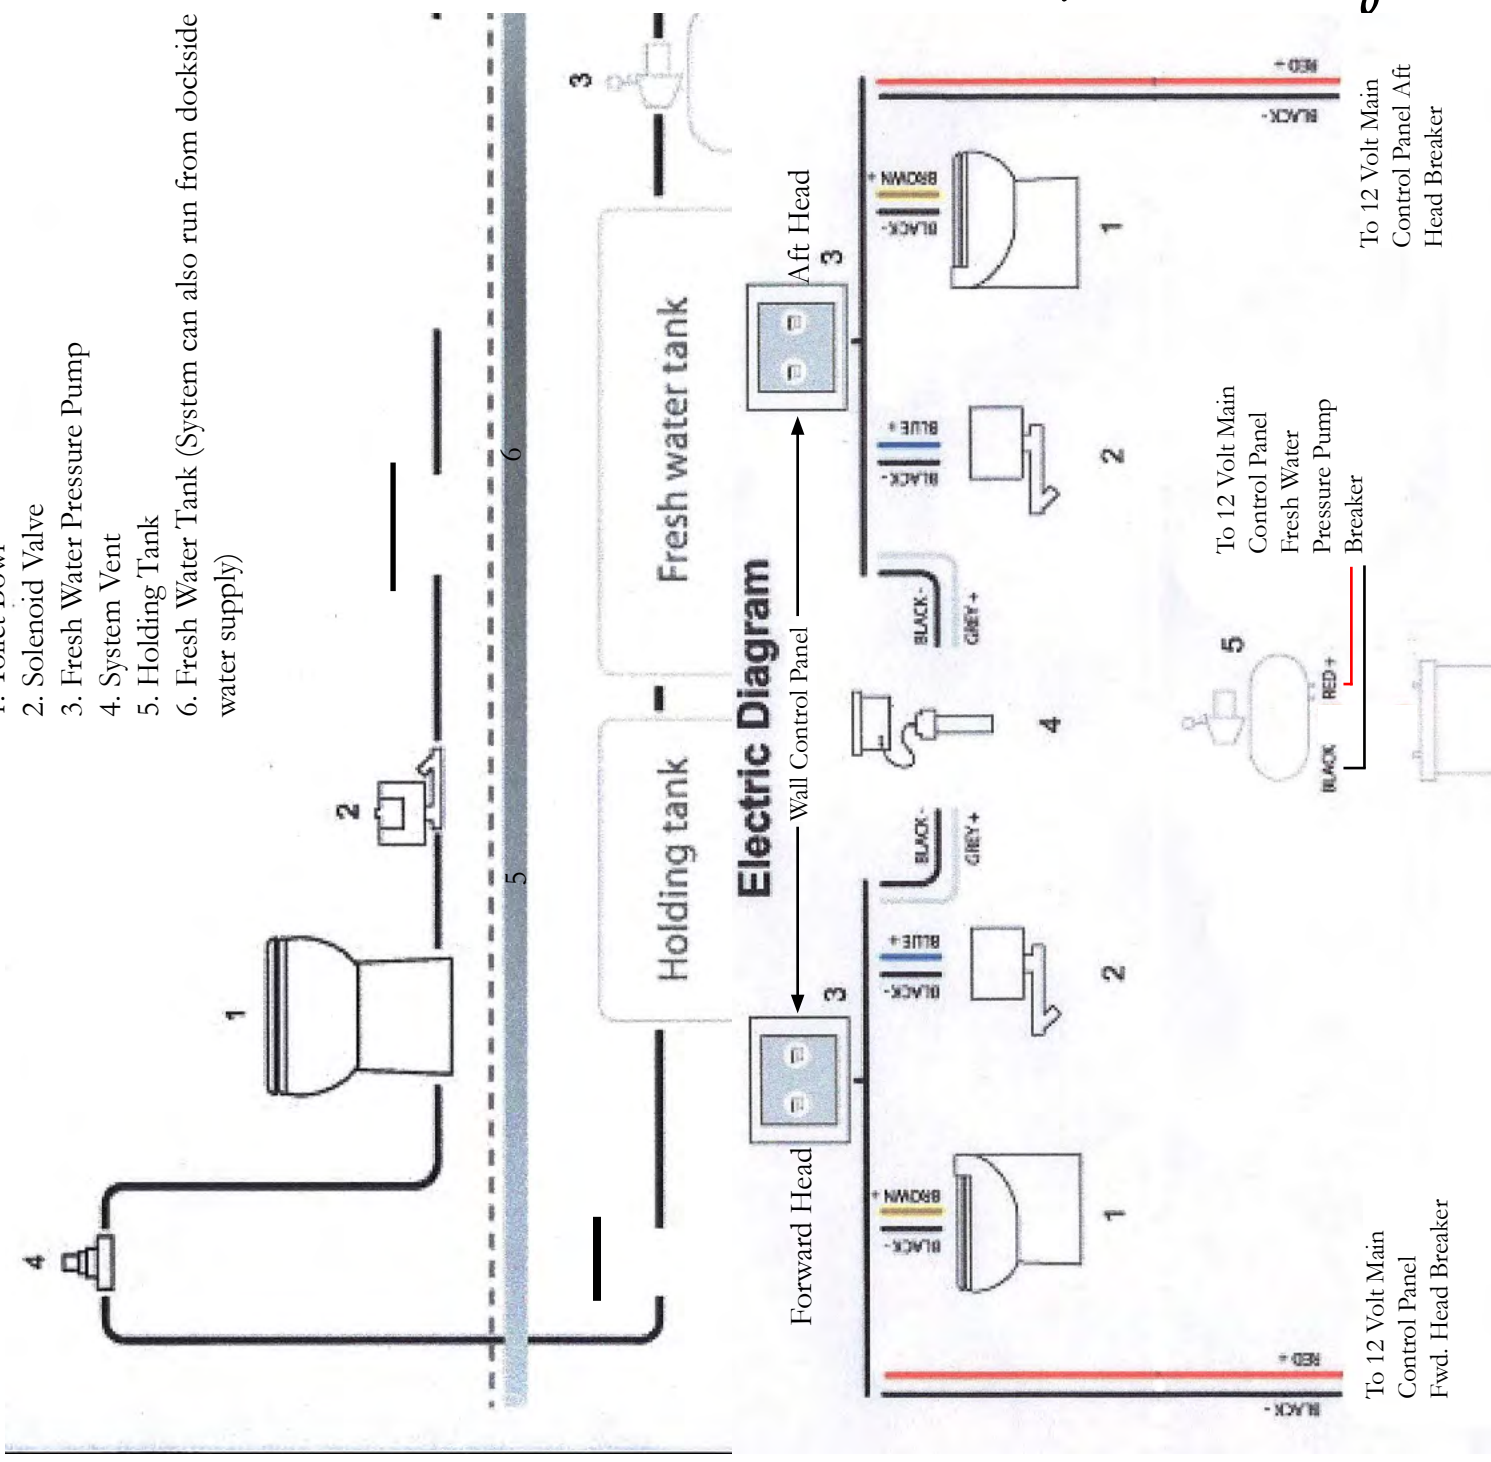 2. Solenoid Valve
3. Fresh Water Pressure Pump
4. System Vent
5. Holding Tank
6. Fresh Water Tank (System can also run from dockside
water supply)
4
1
2
3
5
6
Holding tank
Fresh water tank
Electric Diagram
Wall Control Panel
Forward Head
3
Aft Head
3
BLACK -
RED +
BLACK -
BROWN +
BLACK -
BLUE +
BLACK -
GREY +
BLACK -
GREY +
BLACK -
BLUE +
BLACK -
BROWN +
BLACK -
RED +
1
2
4
2
1
5
BLACK
RED +
To 12 Volt Main
Control Panel
Fwd. Head Breaker
To 12 Volt Main
Control Panel
Fresh Water
Pressure Pump
Breaker
To 12 Volt Main
Control Panel Aft
Head Breaker